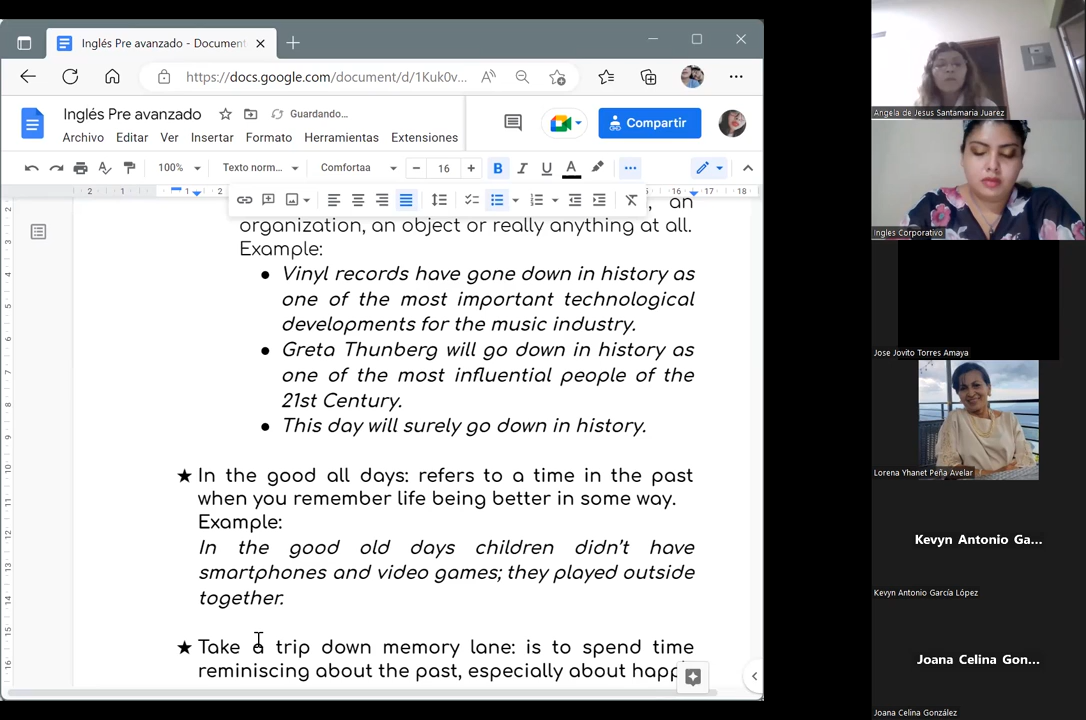 Inglés Pre avanzado - Document
https://docs.google.com/document/d/1Kuk0v...
Inglés Pre avanzado
Guardando...
Compartir
Archivo Editar Ver Insertar Formato Herramientas Extensiones
100% Texto norm... Comfortaa 16
2 1 1 2 16 17 18
an
organization, an object or really anything at all.
Example:
● Vinyl records have gone down in history as
one of the most important technological
developments for the music industry.
● Greta Thunberg will go down in history as
one of the most influential people of the
21st Century.
● This day will surely go down in history.
★ In the good all days: refers to a time in the past
when you remember life being better in some way.
Example:
In the good old days children didn't have
smartphones and video games; they played outside
together.
★ Take a trip down memory lane: is to spend time
reminiscing about the past, especially about happ
Angela de Jesus Santamaria Juarez
Ingles Corporativo
Jose Jovito Torres Amaya
Lorena Yhanet Peña Avelar
Kevyn Antonio Ga...
Kevyn Antonio García López
Joana Celina Gon...
Joana Celina González